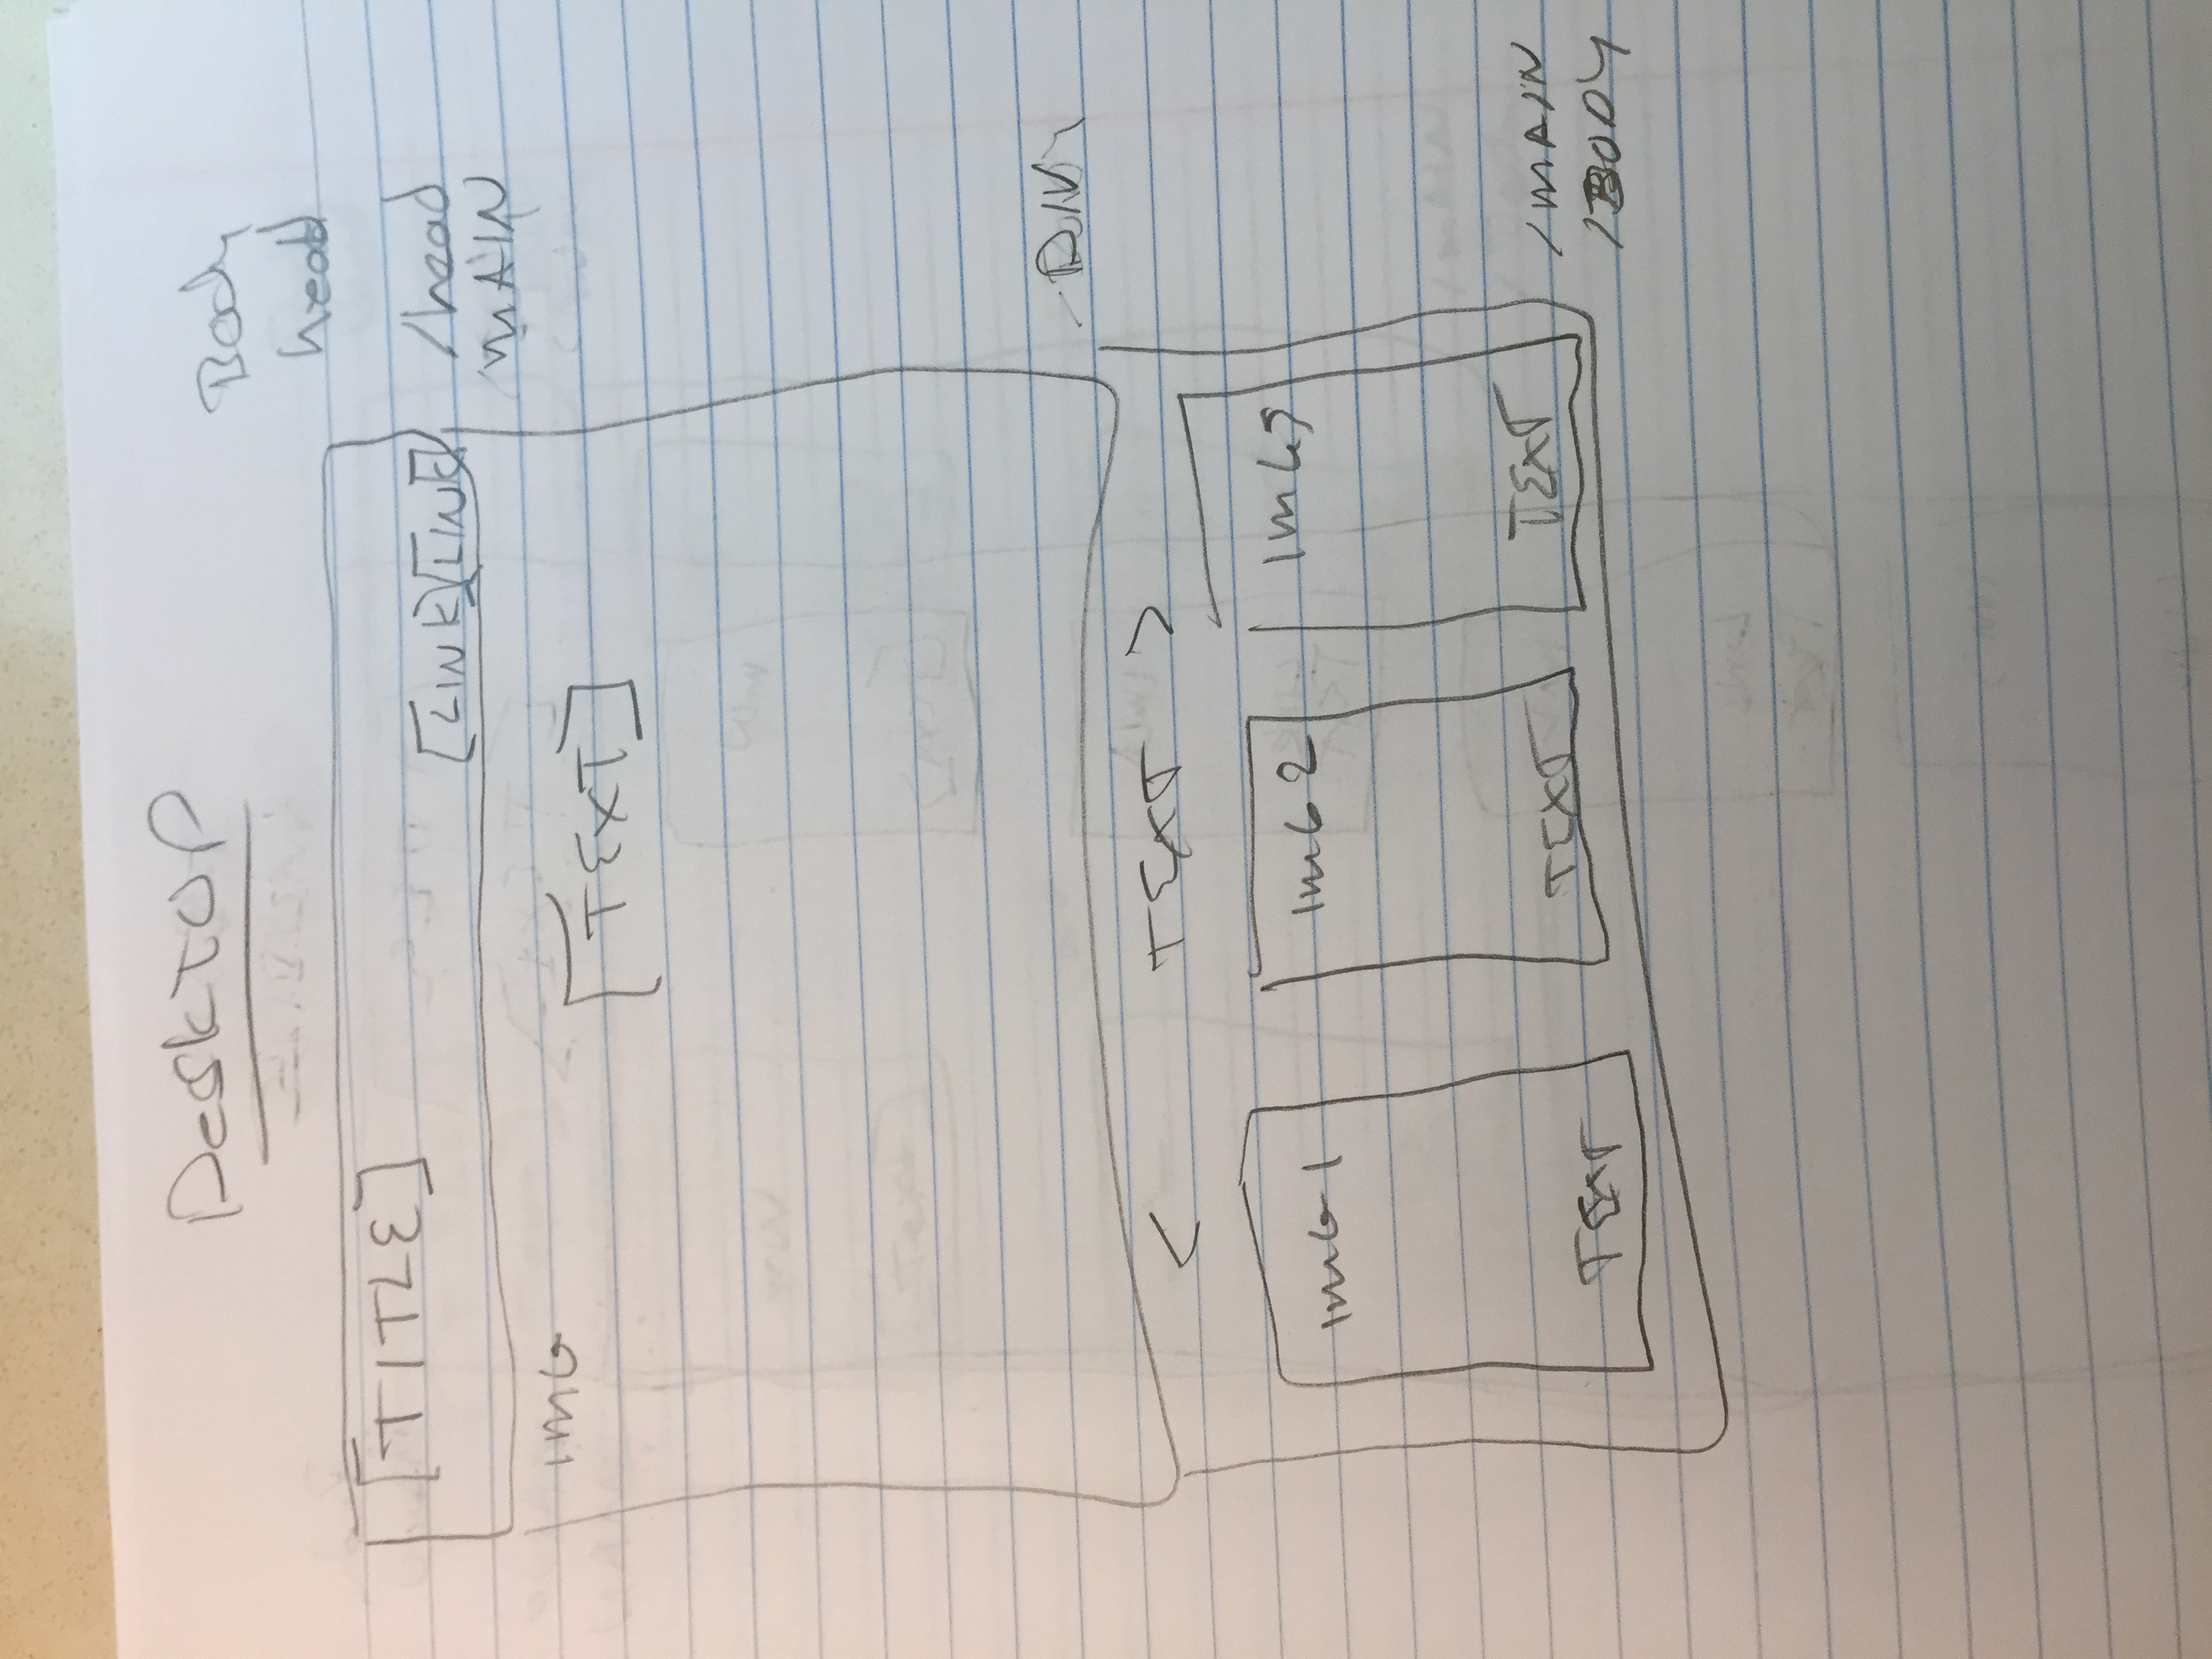 DeskTOP
Body
head
[TITLE]
[LINK][LINK]
/head
MAIN
IMG
[TEXT]
DIV
< TEXT >
IMG 1
IMG 2
IMG 3
TEXT
TEXT
TEXT
/MAIN
/BODY